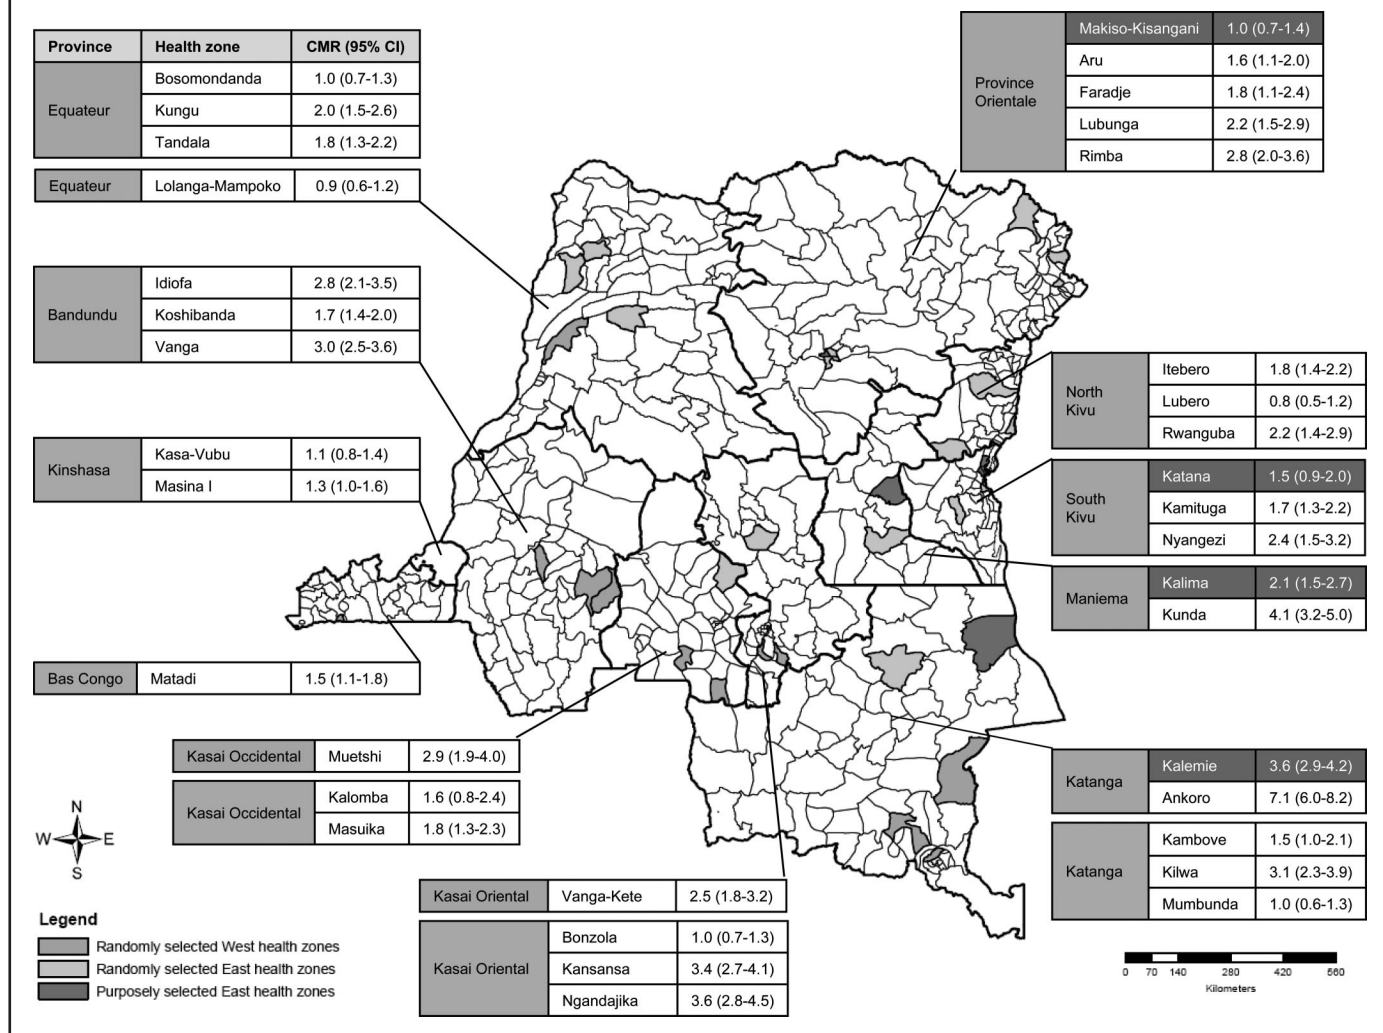 Province Health zone CMR (95% CI)
Equateur
Bosomondanda 1.0 (0.7-1.3)
Kungu 2.0 (1.5-2.6)
Tandala 1.8 (1.3-2.2)
Equateur Lolanga-Mampoko 0.9 (0.6-1.2)
Bandundu
Idiofa 2.8 (2.1-3.5)
Koshibanda 1.7 (1.4-2.0)
Vanga 3.0 (2.5-3.6)
Kinshasa
Kasa-Vubu 1.1 (0.8-1.4)
Masina I 1.3 (1.0-1.6)
Bas Congo Matadi 1.5 (1.1-1.8)
Kasai Occidental Muetshi 2.9 (1.9-4.0)
Kasai Occidental
Kalomba 1.6 (0.8-2.4)
Masuika 1.8 (1.3-2.3)
Kasai Oriental Vanga-Kete 2.5 (1.8-3.2)
Kasai Oriental
Bonzola 1.0 (0.7-1.3)
Kansansa 3.4 (2.7-4.1)
Ngandajika 3.6 (2.8-4.5)
Province
Orientale
Makiso-Kisangani 1.0 (0.7-1.4)
Aru 1.6 (1.1-2.0)
Faradje 1.8 (1.1-2.4)
Lubunga 2.2 (1.5-2.9)
Rimba 2.8 (2.0-3.6)
North
Kivu
Itebero 1.8 (1.4-2.2)
Lubero 0.8 (0.5-1.2)
Rwanguba 2.2 (1.4-2.9)
South
Kivu
Katana 1.5 (0.9-2.0)
Kamituga 1.7 (1.3-2.2)
Nyangezi 2.4 (1.5-3.2)
Maniema
Kalima 2.1 (1.5-2.7)
Kunda 4.1 (3.2-5.0)
Katanga
Kalemie 3.6 (2.9-4.2)
Ankoro 7.1 (6.0-8.2)
Katanga
Kambove 1.5 (1.0-2.1)
Kilwa 3.1 (2.3-3.9)
Mumbunda 1.0 (0.6-1.3)
N
W E
S
Legend
Randomly selected West health zones
Randomly selected East health zones
Purposely selected East health zones
0 70 140 280 420 560
Kilometers